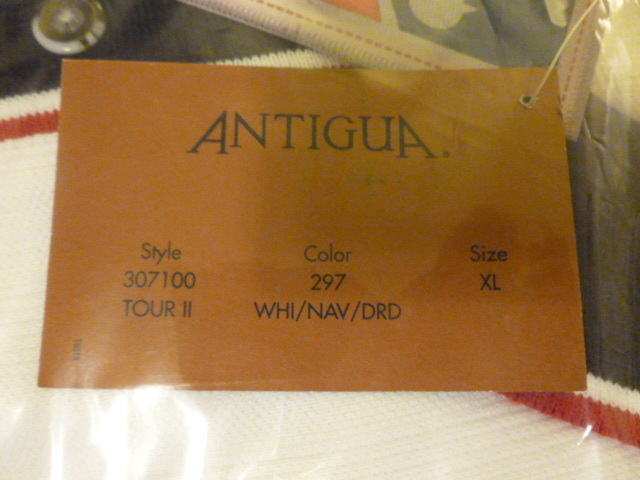 ANTIGUA.
Style Color Size
307100 297 XL
TOUR II WHI/NAV/DRD